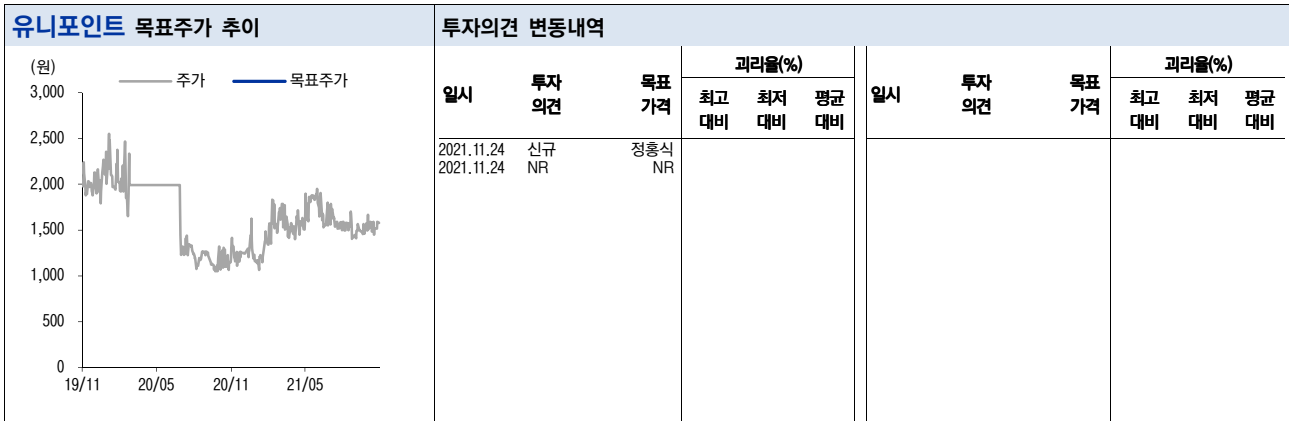 유니포인트 목표주가 추이
투자의견 변동내역
(원)
주가
목표주가
3,000
2,500
2,000
1,500
1,000
500
0
19/11 20/05 20/11 21/05
일시
투자
의견
목표
가격
괴리율(%)
최고
대비
최저
대비
평균
대비
2021.11.24 신규 정홍식
2021.11.24 NR NR
일시
투자
의견
목표
가격
괴리율(%)
최고
대비
최저
대비
평균
대비